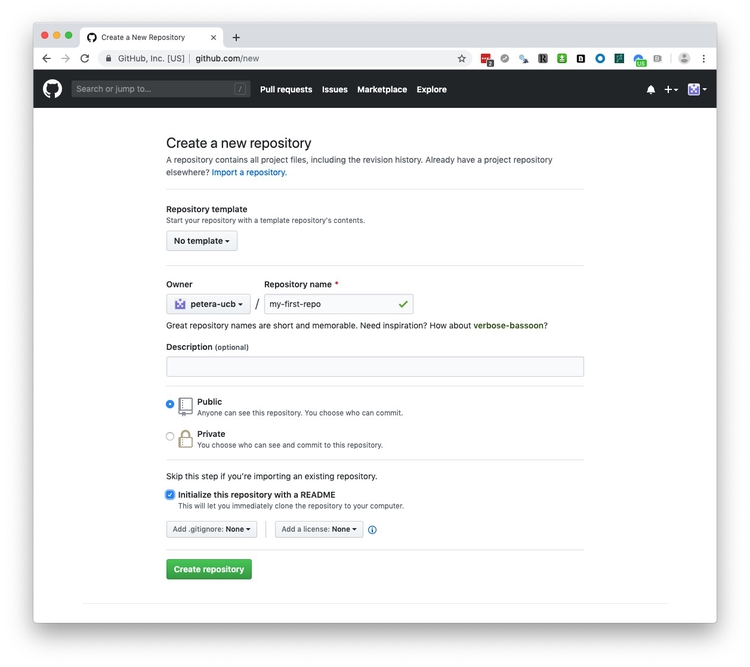 Create a New Repository
GitHub, Inc. [US] | github.com/new
2
US
Search or jump to...
/
Pull requests Issues Marketplace Explore
Create a new repository
A repository contains all project files, including the revision history. Already have a project repository
elsewhere? Import a repository.
Repository template
Start your repository with a template repository's contents.
No template
Owner Repository name *
petera-ucb / my-first-repo
Great repository names are short and memorable. Need inspiration? How about verbose-bassoon?
Description (optional)
Public
Anyone can see this repository. You choose who can commit.
Private
You choose who can see and commit to this repository.
Skip this step if you're importing an existing repository.
Initialize this repository with a README
This will let you immediately clone the repository to your computer.
Add .gitignore: None Add a license: None
Create repository